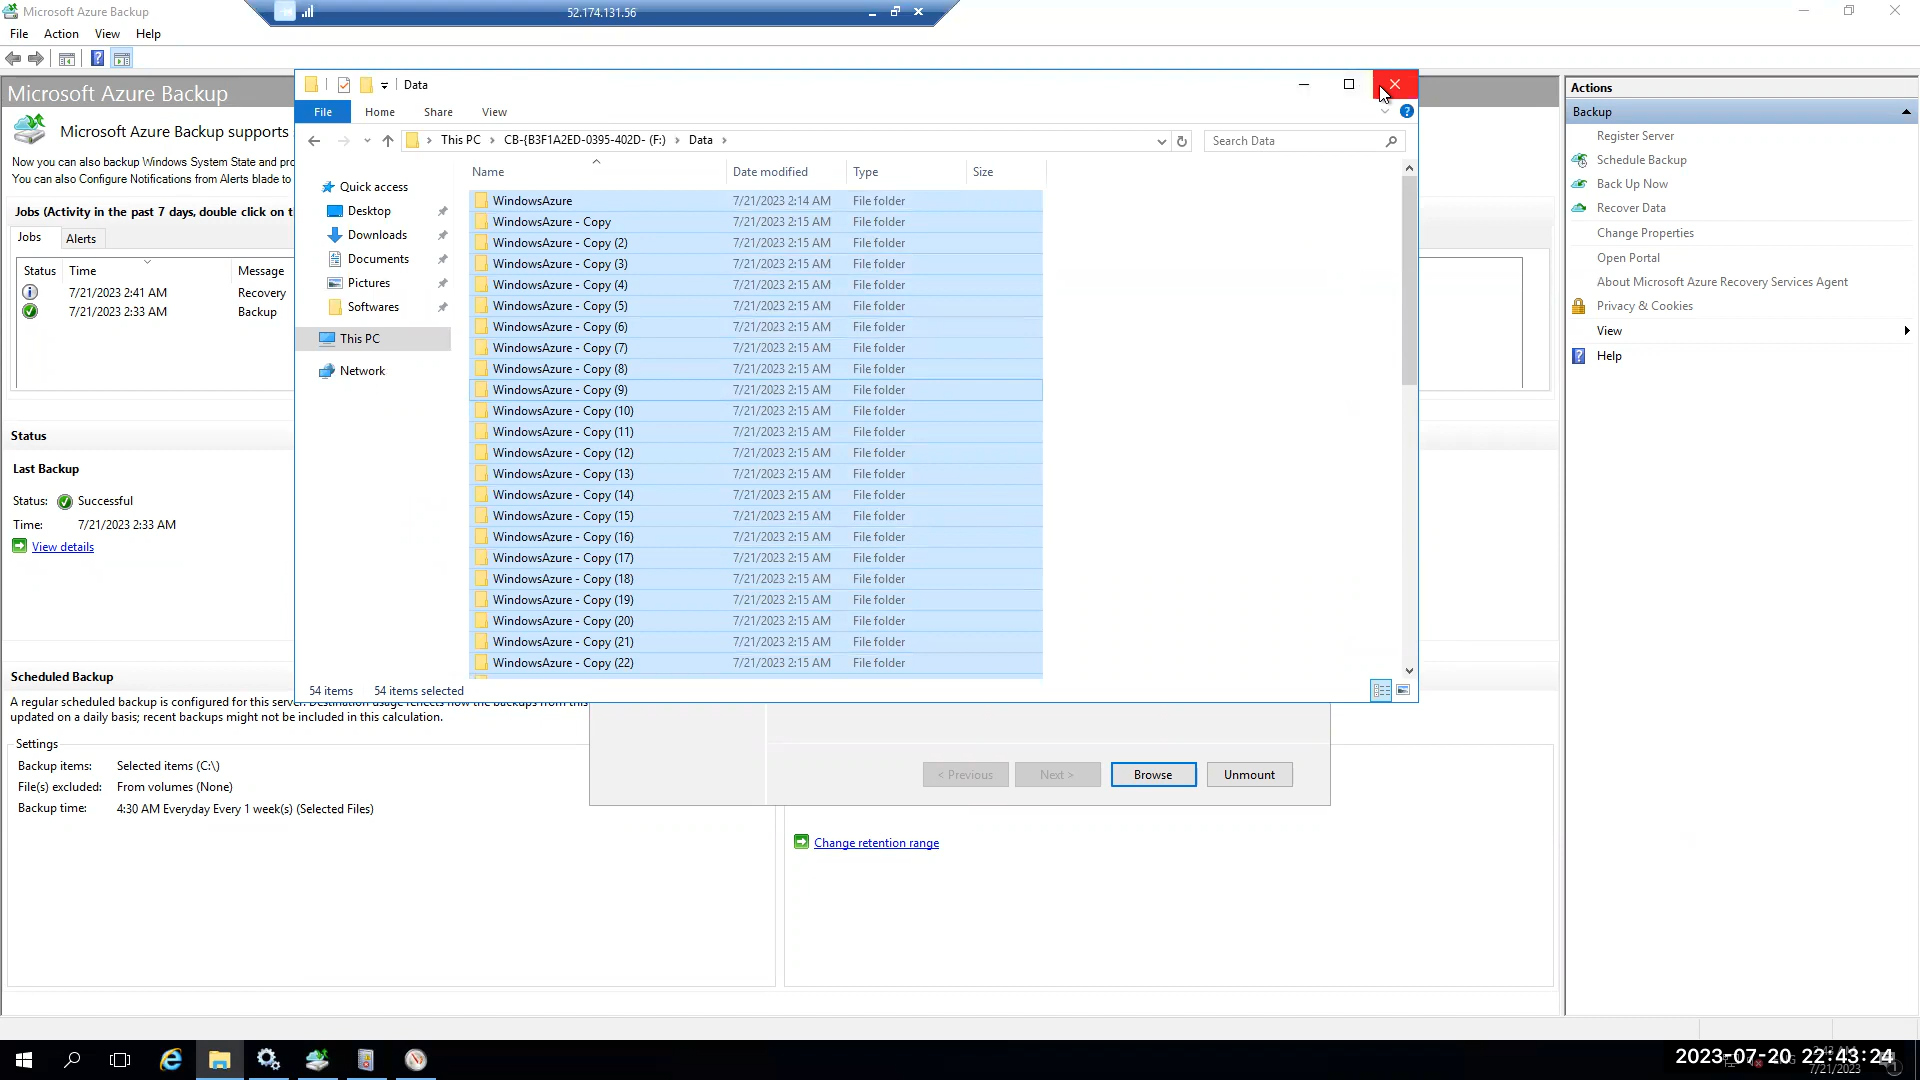 Microsoft Azure Backup
52.174.131.56
File Action View Help
Microsoft Azure Backup
Microsoft Azure Backup supports
Now you can also backup Windows System State and pro
You can also Configure Notifications from Alerts blade to
Jobs (Activity in the past 7 days, double click on t
Jobs Alerts
Status Time Message
7/21/2023 2:41 AM Recovery
7/21/2023 2:33 AM Backup
Status
Last Backup
Status: Successful
Time: 7/21/2023 2:33 AM
View details
Scheduled Backup
A regular scheduled backup is configured for this server. Destination usage reflects how the backups from this
updated on a daily basis; recent backups might not be included in this calculation.
Settings
Backup items: Selected items (C:\)
File(s) excluded: From volumes (None)
Backup time: 4:30 AM Everyday Every 1 week(s) (Selected Files)
Data
File Home Share View
This PC CB-{B3F1A2ED-0395-402D- (F:) Data
Search Data
Quick access
Desktop
Downloads
Documents
Pictures
Softwares
This PC
Network
Name Date modified Type Size
WindowsAzure 7/21/2023 2:14 AM File folder
WindowsAzure - Copy 7/21/2023 2:15 AM File folder
WindowsAzure - Copy (2) 7/21/2023 2:15 AM File folder
WindowsAzure - Copy (3) 7/21/2023 2:15 AM File folder
WindowsAzure - Copy (4) 7/21/2023 2:15 AM File folder
WindowsAzure - Copy (5) 7/21/2023 2:15 AM File folder
WindowsAzure - Copy (6) 7/21/2023 2:15 AM File folder
WindowsAzure - Copy (7) 7/21/2023 2:15 AM File folder
WindowsAzure - Copy (8) 7/21/2023 2:15 AM File folder
WindowsAzure - Copy (9) 7/21/2023 2:15 AM File folder
WindowsAzure - Copy (10) 7/21/2023 2:15 AM File folder
WindowsAzure - Copy (11) 7/21/2023 2:15 AM File folder
WindowsAzure - Copy (12) 7/21/2023 2:15 AM File folder
WindowsAzure - Copy (13) 7/21/2023 2:15 AM File folder
WindowsAzure - Copy (14) 7/21/2023 2:15 AM File folder
WindowsAzure - Copy (15) 7/21/2023 2:15 AM File folder
WindowsAzure - Copy (16) 7/21/2023 2:15 AM File folder
WindowsAzure - Copy (17) 7/21/2023 2:15 AM File folder
WindowsAzure - Copy (18) 7/21/2023 2:15 AM File folder
WindowsAzure - Copy (19) 7/21/2023 2:15 AM File folder
WindowsAzure - Copy (20) 7/21/2023 2:15 AM File folder
WindowsAzure - Copy (21) 7/21/2023 2:15 AM File folder
WindowsAzure - Copy (22) 7/21/2023 2:15 AM File folder
54 items 54 items selected
< Previous Next > Browse Unmount
Change retention range
Actions
Backup
Register Server
Schedule Backup
Back Up Now
Recover Data
Change Properties
Open Portal
About Microsoft Azure Recovery Services Agent
Privacy & Cookies
View
Help
2023-07-20 22:43:24
7/21/2023